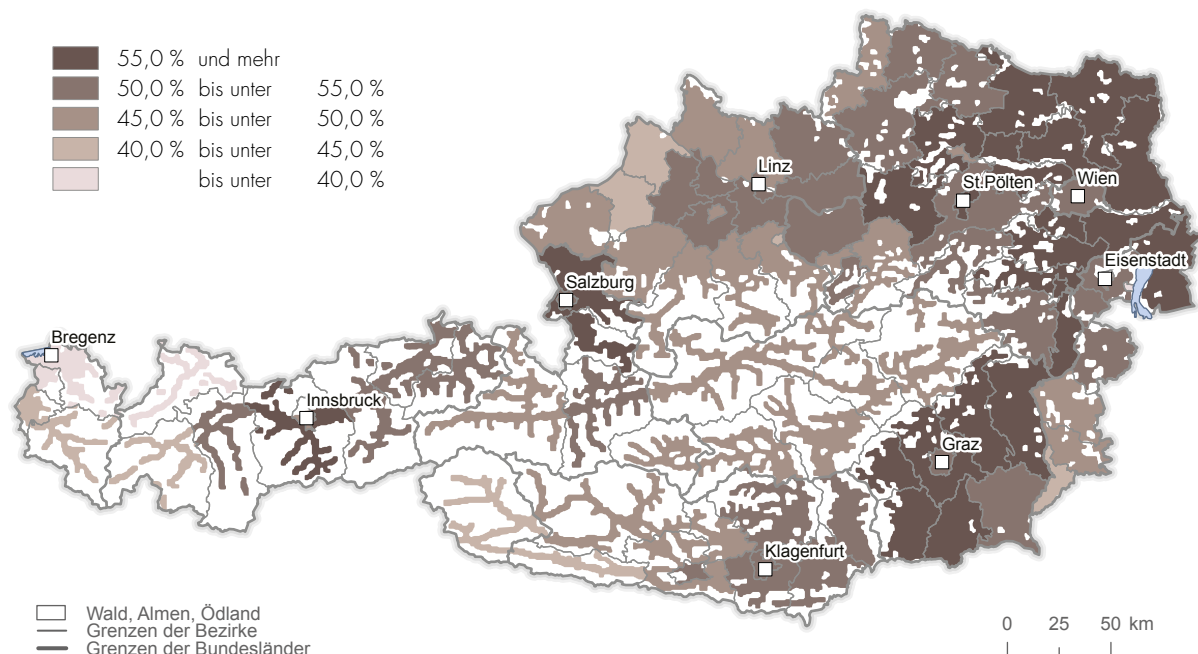 55,0 % und mehr
50,0 % bis unter 55,0 %
45,0 % bis unter 50,0 %
40,0 % bis unter 45,0 %
bis unter 40,0 %
Linz
St.Pölten
Wien
Eisenstadt
Salzburg
Bregenz
Innsbruck
Graz
Klagenfurt
Wald, Almen, Ödland
Grenzen der Bezirke
Grenzen der Bundesländer
0 25 50 km